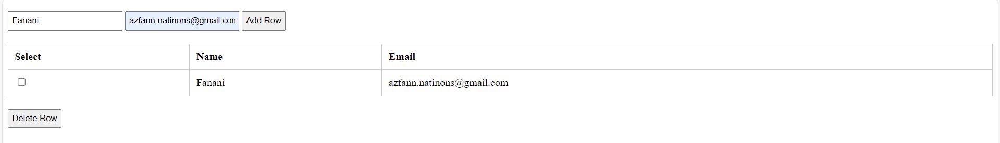 Fanani azfann.natinons@gmail.con Add Row
Select Name Email
Fanani azfann.natinons@gmail.com
Delete Row